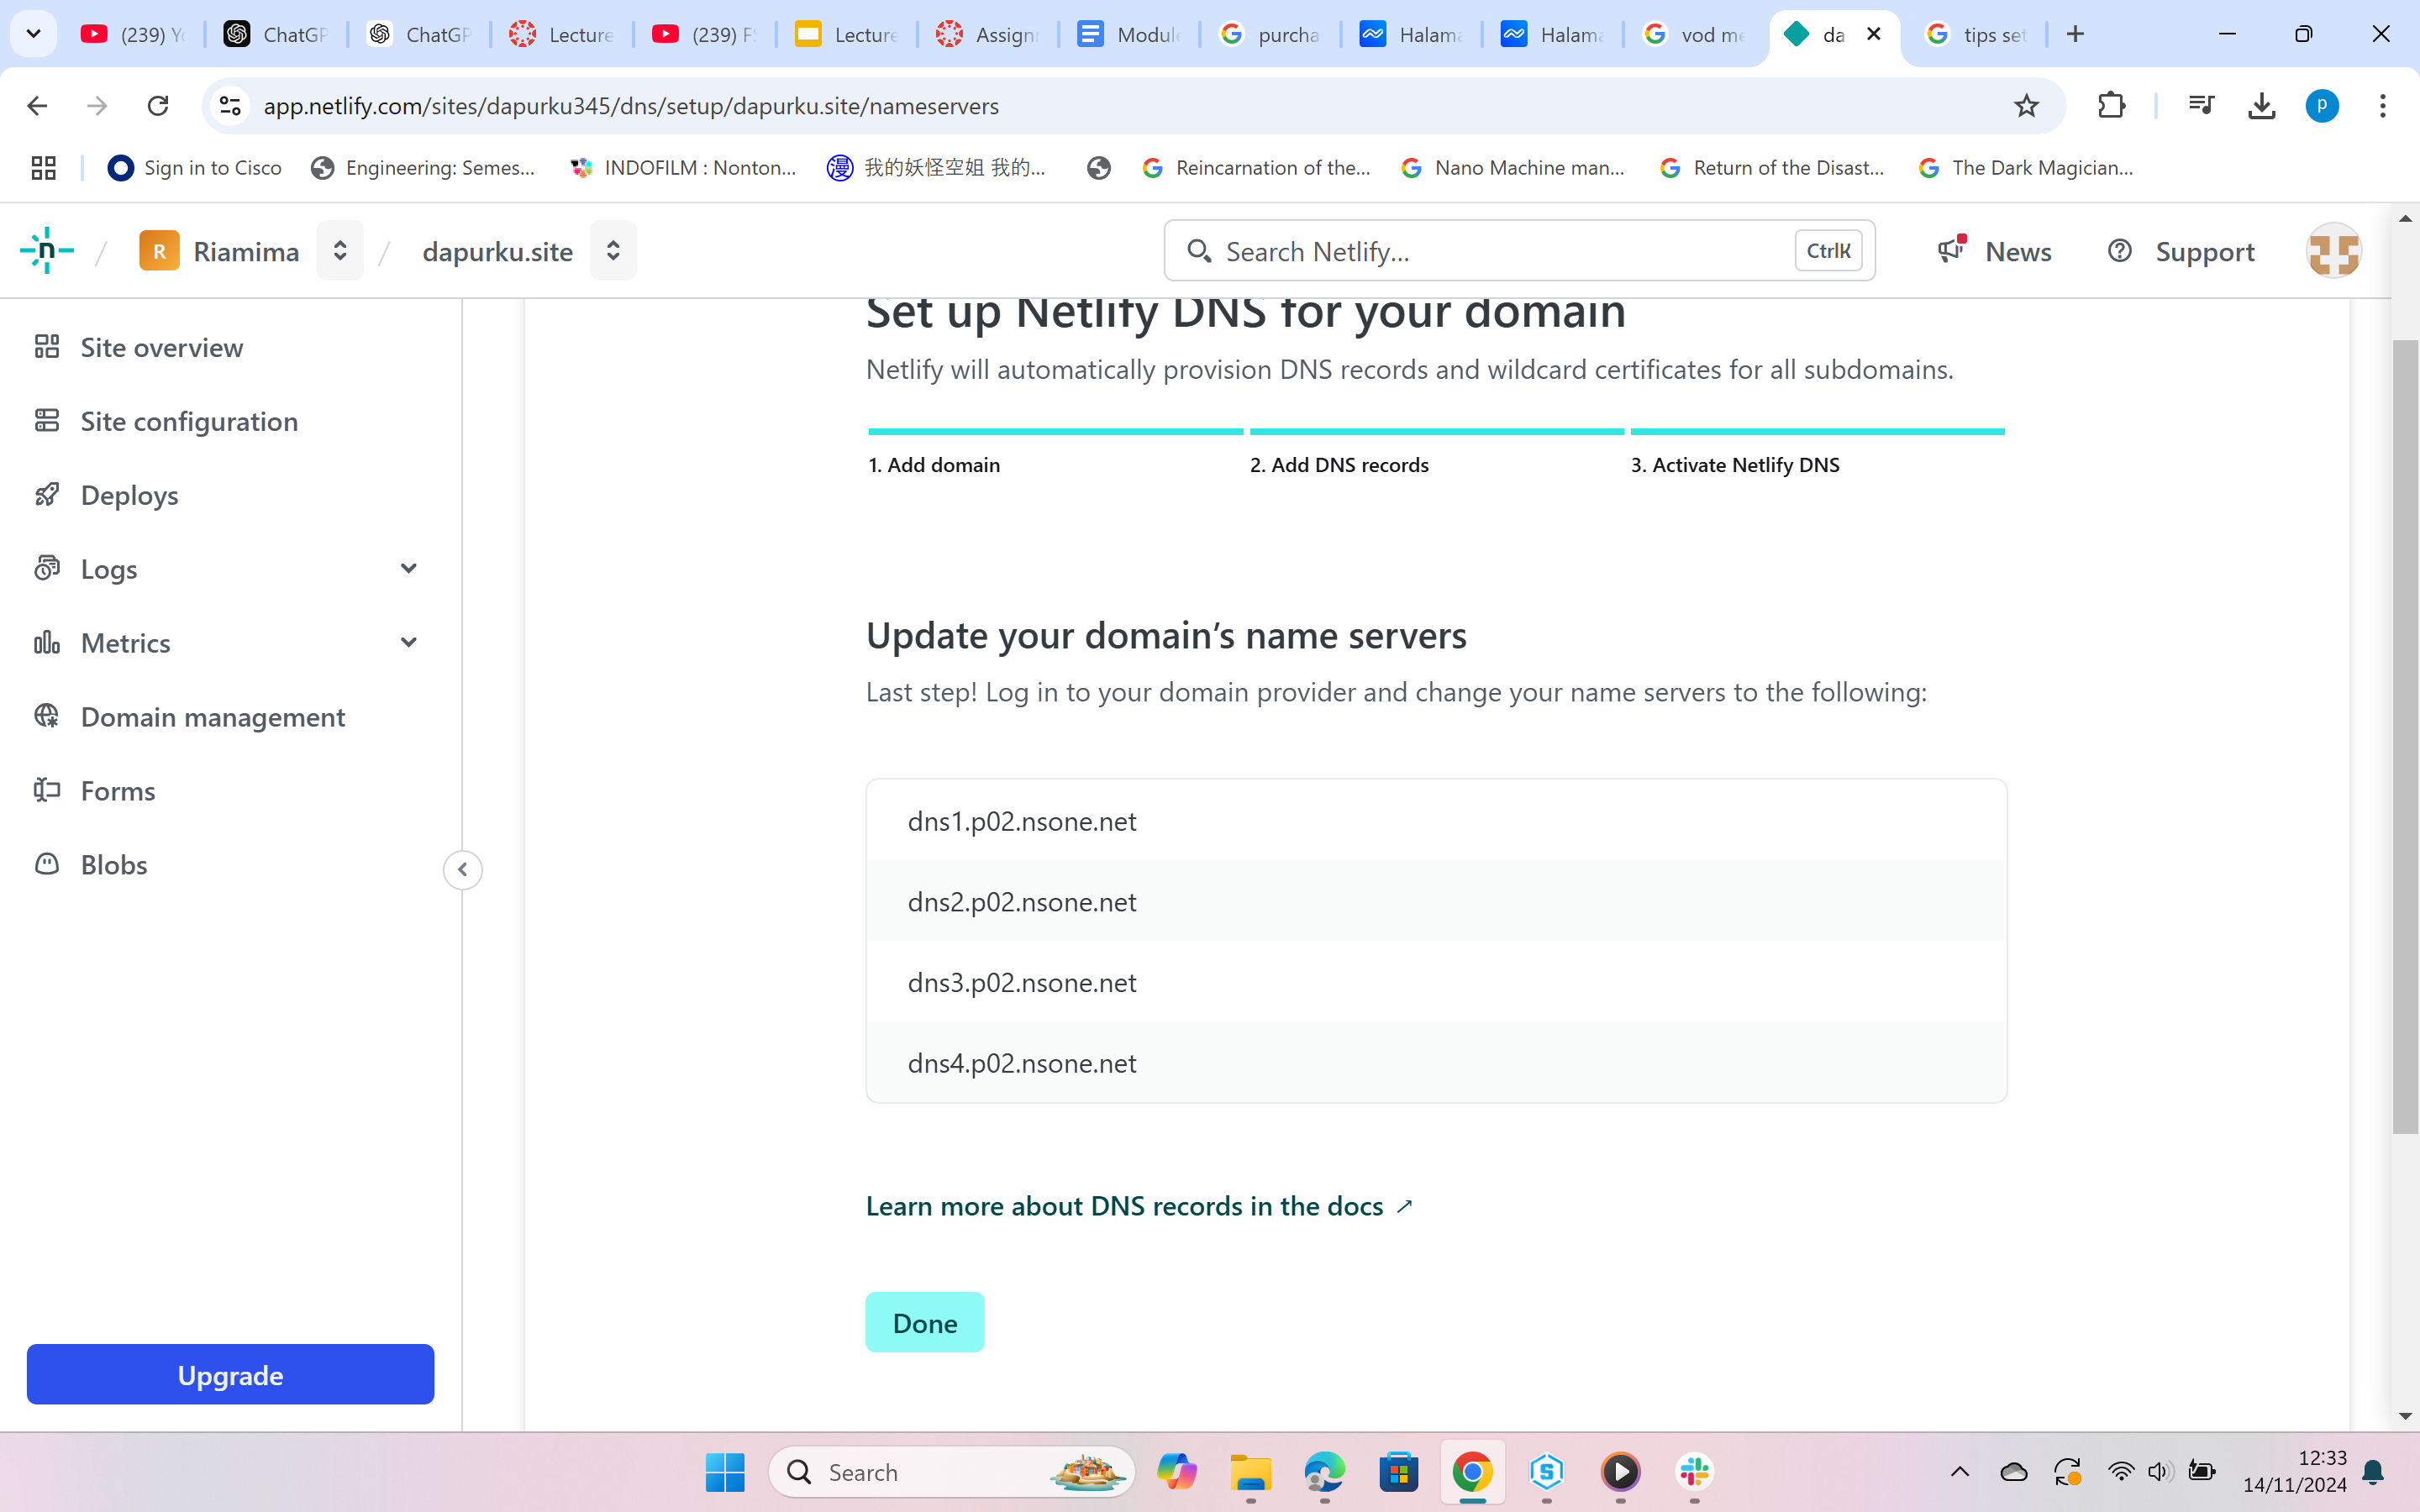 (239) Yo
ChatGP
ChatGP
Lecture
(239) FS
Lecture
Assignm
Module
purcha
Halama
Halama
vod me
da
tips set
app.netlify.com/sites/dapurku345/dns/setup/dapurku.site/nameservers
P
Sign in to Cisco
Engineering: Semes...
INDOFILM : Nonton...
漫 我的妖怪空姐 我的...
Reincarnation of the...
Nano Machine man...
Return of the Disast...
The Dark Magician...
n / R Riamima / dapurku.site
Search Netlify... CtrlK
News
Support
Site overview
Site configuration
Deploys
Logs
Metrics
Domain management
Forms
Blobs
Upgrade
Set up Netlify DNS for your domain
Netlify will automatically provision DNS records and wildcard certificates for all subdomains.
1. Add domain
2. Add DNS records
3. Activate Netlify DNS
Update your domain’s name servers
Last step! Log in to your domain provider and change your name servers to the following:
dns1.p02.nsone.net
dns2.p02.nsone.net
dns3.p02.nsone.net
dns4.p02.nsone.net
Learn more about DNS records in the docs ↗
Done
Search
12:33
14/11/2024